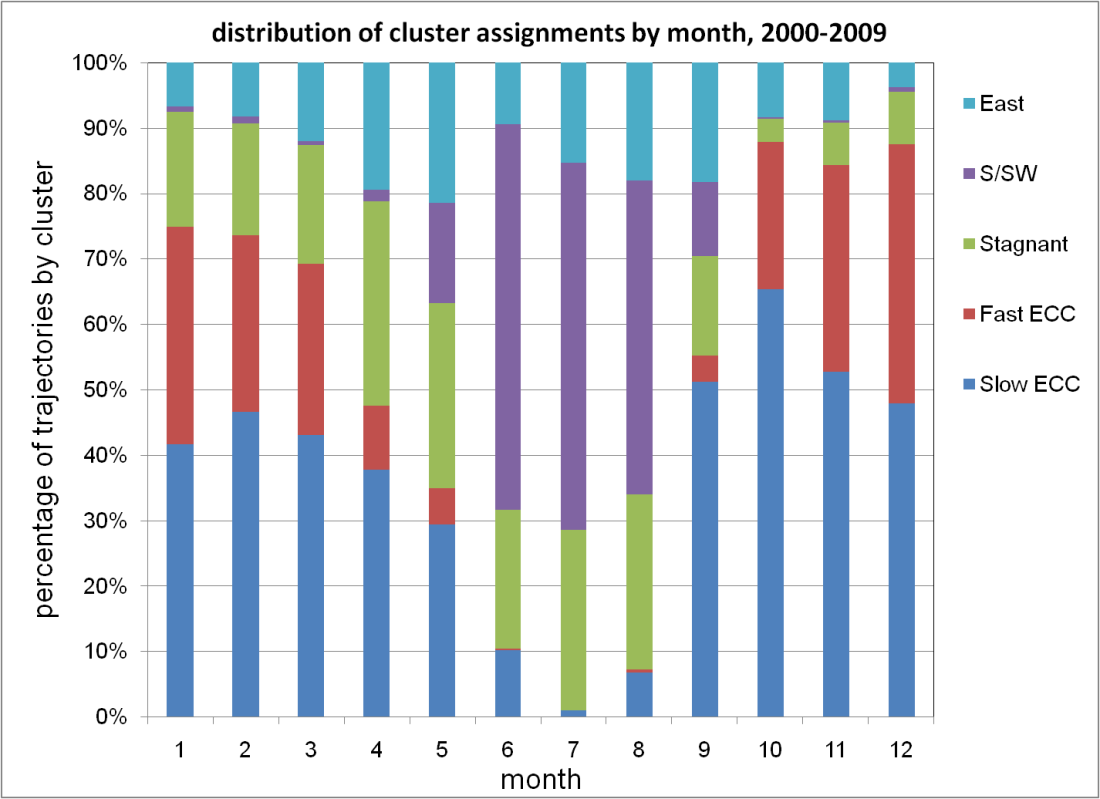 distribution of cluster assignments by month, 2000-2009
percentage of trajectories by cluster
100%
90%
80%
70%
60%
50%
40%
30%
20%
10%
0%
1 2 3 4 5 6 7 8 9 10 11 12
month
East
S/SW
Stagnant
Fast ECC
Slow ECC